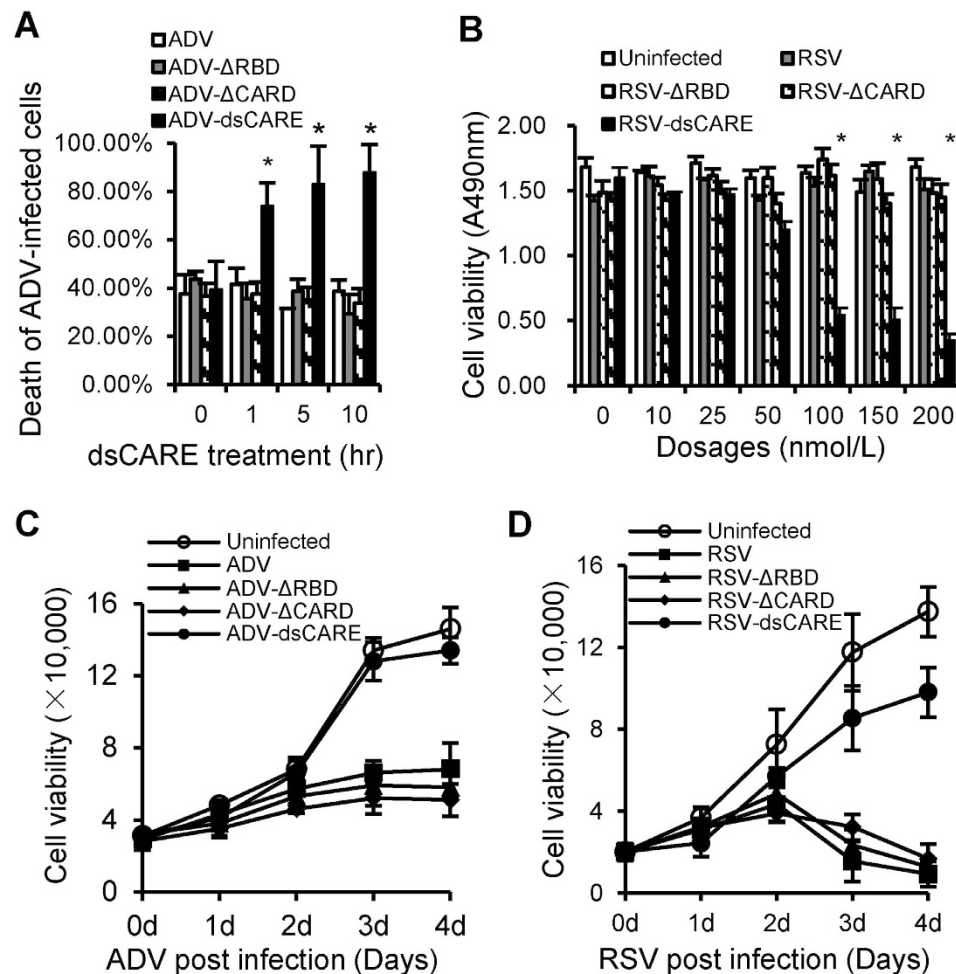 A
ADV
ADV-ΔRBD
ADV-ΔCARD
ADV-dsCARE
Death of ADV-infected cells
100.00%
80.00%
60.00%
40.00%
20.00%
0.00%
* * *
0 1 5 10
dsCARE treatment (hr)
B
Uninfected RSV
RSV-ΔRBD RSV-ΔCARD
RSV-dsCARE
Cell viability (A490nm)
2.00
1.50
1.00
0.50
0.00
* * *
0 10 25 50 100 150 200
Dosages (nmol/L)
C
Uninfected
ADV
ADV-ΔRBD
ADV-ΔCARD
ADV-dsCARE
Cell viability (×10,000)
16
12
8
4
0
0d 1d 2d 3d 4d
ADV post infection (Days)
D
Uninfected
RSV
RSV-ΔRBD
RSV-ΔCARD
RSV-dsCARE
Cell viability (×10,000)
16
12
8
4
0
0d 1d 2d 3d 4d
RSV post infection (Days)